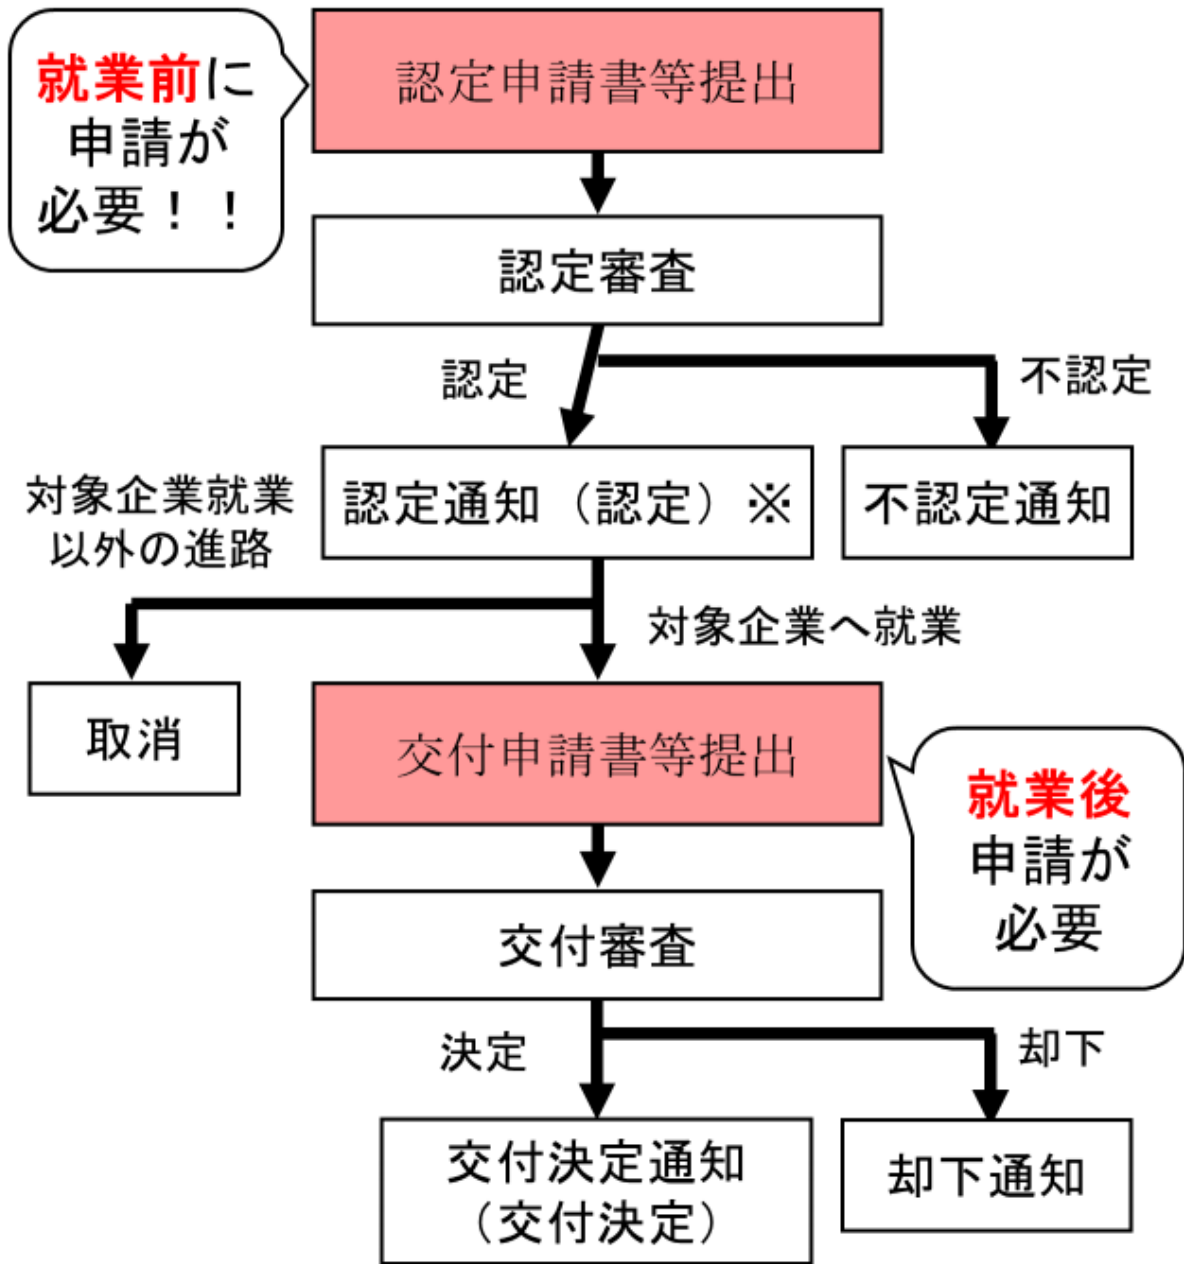 就業前に
申請が
必要！！
認定申請書等提出
認定審査
認定
不認定
対象企業就業
以外の進路
認定通知（認定）※
不認定通知
対象企業へ就業
取消
交付申請書等提出
就業後
申請が
必要
交付審査
決定
却下
交付決定通知
（交付決定）
却下通知